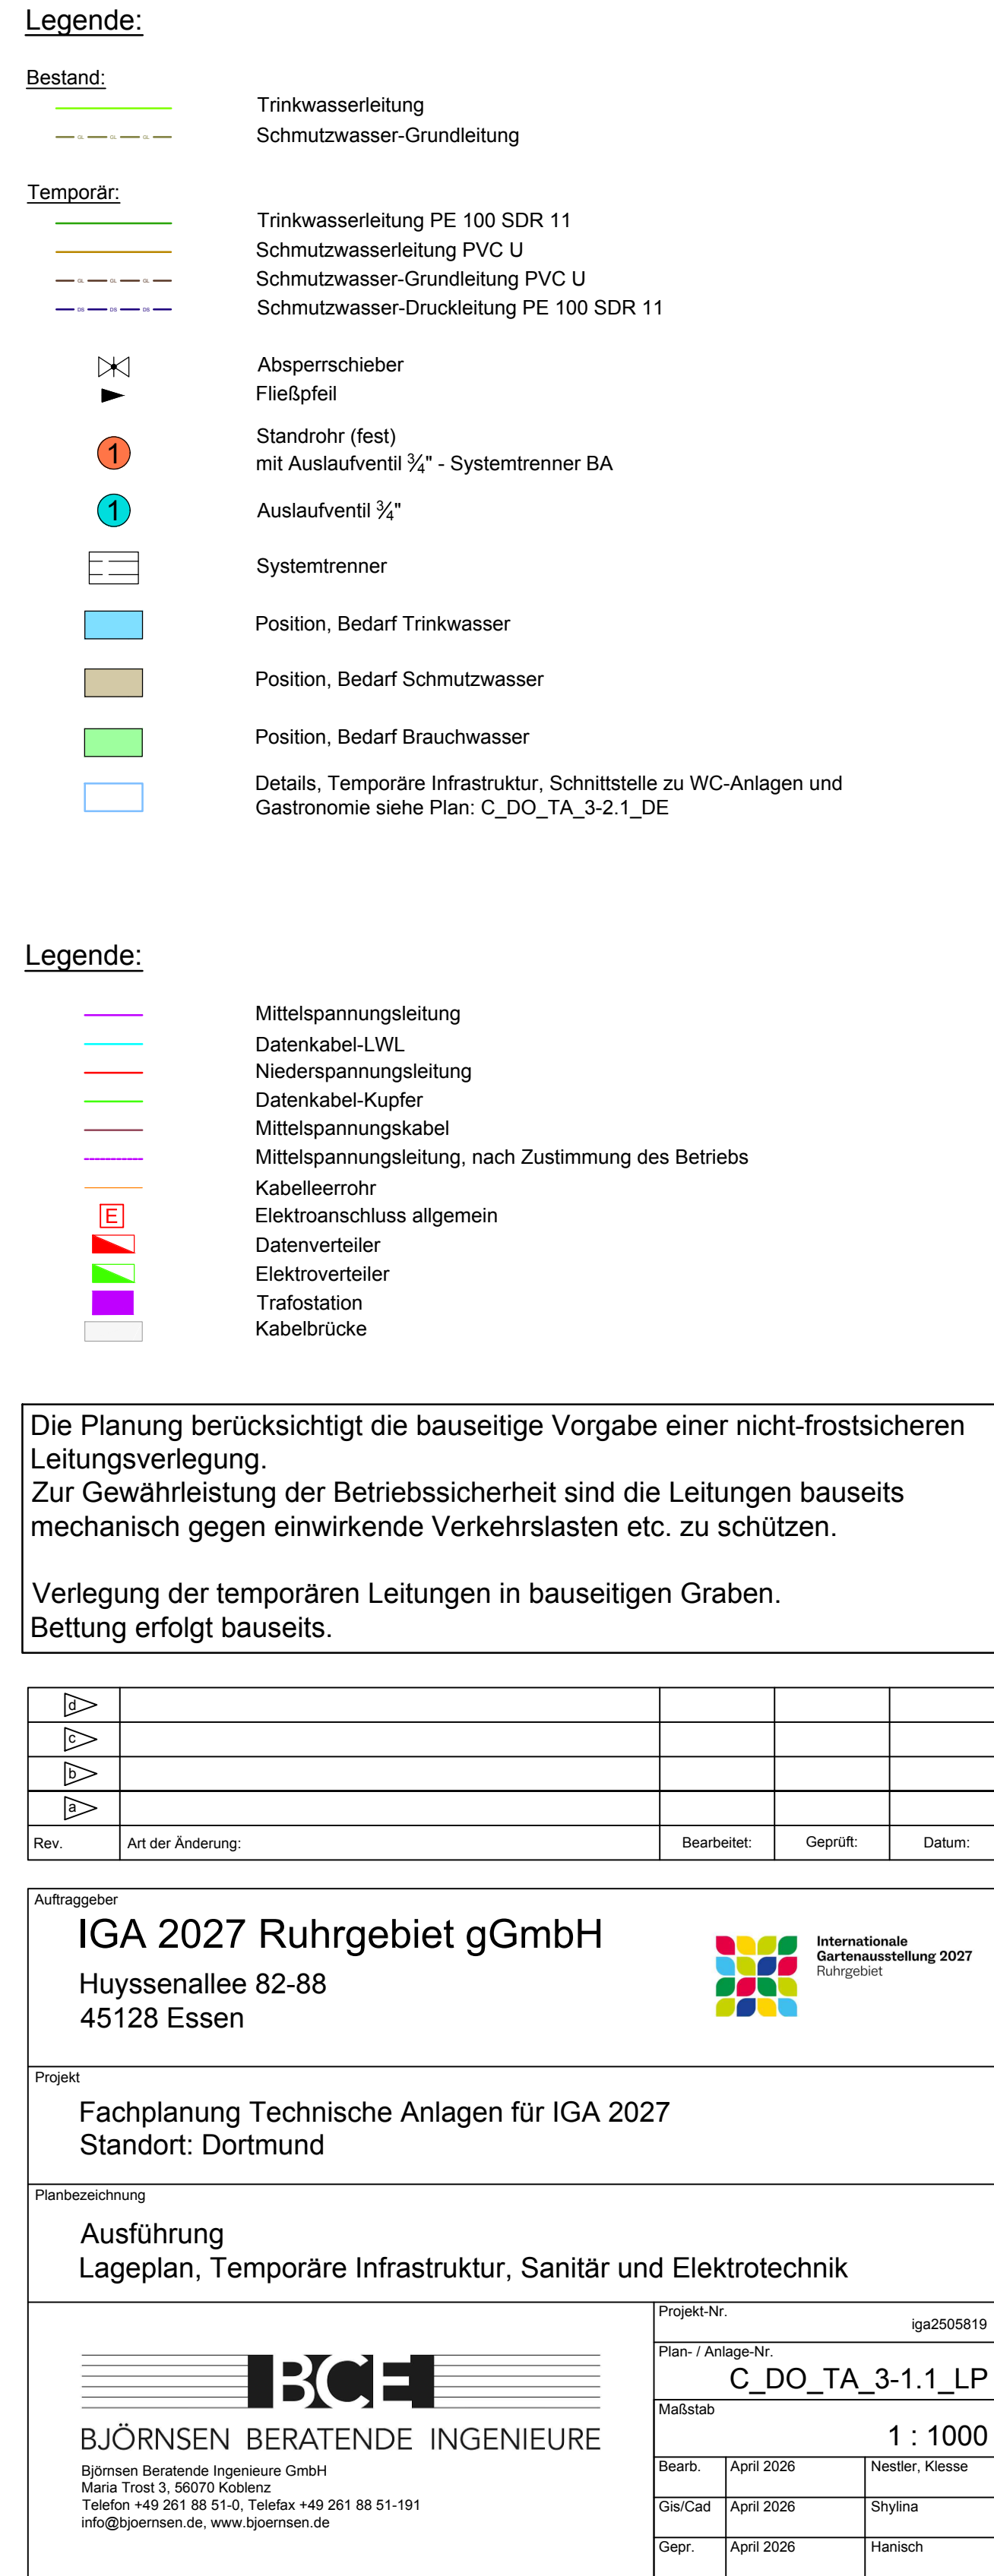 Legende:
Bestand:
Trinkwasserleitung
GL GL GL
Schmutzwasser-Grundleitung
Temporär:
Trinkwasserleitung PE 100 SDR 11
Schmutzwasserleitung PVC U
GL GL GL
Schmutzwasser-Grundleitung PVC U
DS DS DS
Schmutzwasser-Druckleitung PE 100 SDR 11
Absperrschieber
Fließpfeil
1
Standrohr (fest)
mit Auslaufventil ¾" - Systemtrenner BA
1
Auslaufventil ¾"
Systemtrenner
Position, Bedarf Trinkwasser
Position, Bedarf Schmutzwasser
Position, Bedarf Brauchwasser
Details, Temporäre Infrastruktur, Schnittstelle zu WC-Anlagen und
Gastronomie siehe Plan: C_DO_TA_3-2.1_DE
Legende:
Mittelspannungsleitung
Datenkabel-LWL
Niederspannungsleitung
Datenkabel-Kupfer
Mittelspannungskabel
Mittelspannungsleitung, nach Zustimmung des Betriebs
Kabelleerrohr
E Elektroanschluss allgemein
Datenverteiler
Elektroverteiler
Trafostation
Kabelbrücke
Die Planung berücksichtigt die bauseitige Vorgabe einer nicht-frostsicheren
Leitungsverlegung.
Zur Gewährleistung der Betriebssicherheit sind die Leitungen bauseits
mechanisch gegen einwirkende Verkehrslasten etc. zu schützen.
Verlegung der temporären Leitungen in bauseitigen Graben.
Bettung erfolgt bauseits.
d
c
b
a
Rev. Art der Änderung: Bearbeitet: Geprüft: Datum:
Auftraggeber
IGA 2027 Ruhrgebiet gGmbH
Huyssenallee 82-88
45128 Essen
Internationale
Gartenausstellung 2027
Ruhrgebiet
Projekt
Fachplanung Technische Anlagen für IGA 2027
Standort: Dortmund
Planbezeichnung
Ausführung
Lageplan, Temporäre Infrastruktur, Sanitär und Elektrotechnik
BCE
BJÖRNSEN BERATENDE INGENIEURE
Björnsen Beratende Ingenieure GmbH
Maria Trost 3, 56070 Koblenz
Telefon +49 261 88 51-0, Telefax +49 261 88 51-191
info@bjoernsen.de, www.bjoernsen.de
Projekt-Nr.
iga2505819
Plan- / Anlage-Nr.
C_DO_TA_3-1.1_LP
Maßstab
1 : 1000
Bearb. April 2026 Nestler, Klesse
Gis/Cad April 2026 Shylina
Gepr. April 2026 Hanisch